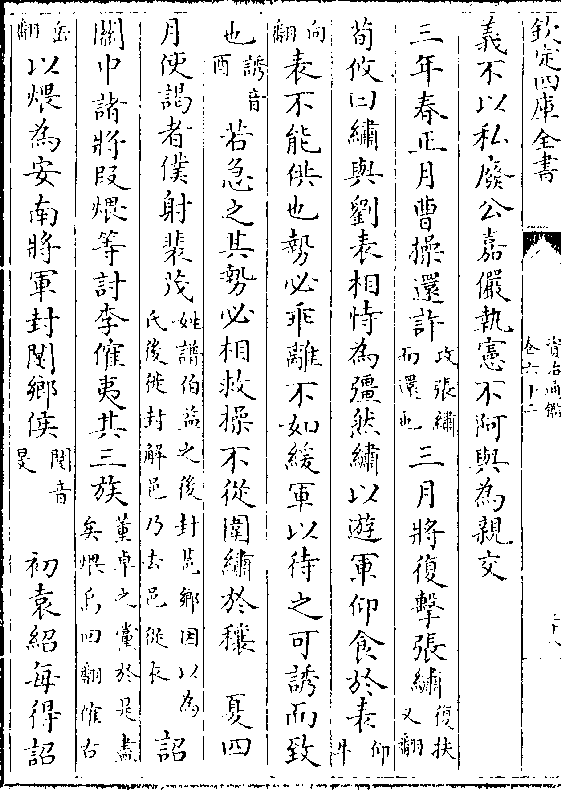 欽定四庫全書
資治通鑑
卷六十二
義不以私廢公嘉儼執憲不阿與為親交
三年春正月曹操還許攻張繡而還也三月將復擊張繡復扶又翻
荀攸曰繡與劉表相恃為彊然繡以遊軍仰食於表仰牛
向翻表不能供也勢必乖離不如緩軍以待之可誘而致
也誘音酉若急之其勢必相救操不從圍繡於穰夏四
月使謁者僕射裴茂姓譜伯益之後封䇯鄉因以為氏後徙封解邑乃去邑從衣詔
關中諸將段煨等討李傕夷其三族董卓之黨於是盡矣煨烏回翻傕古
岳翻以煨為安南將軍封閺鄉侯閺音旻初袁紹每得詔